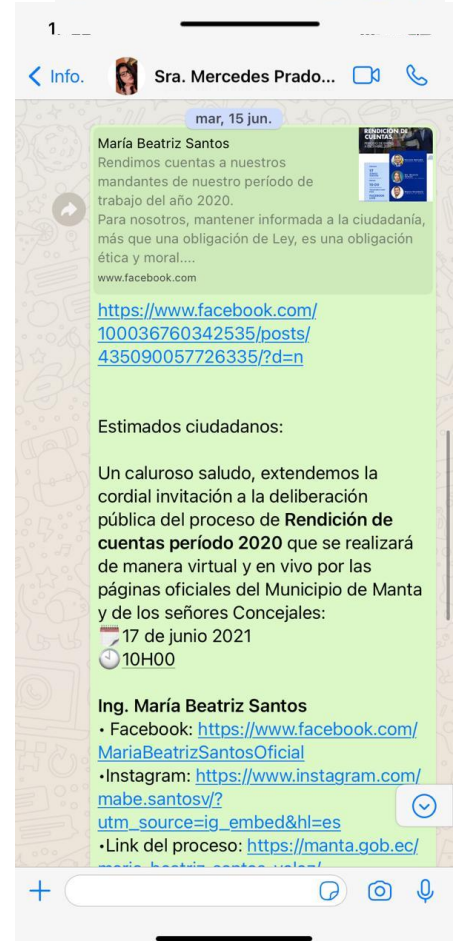 Info.
Sra. Mercedes Prado...
mar, 15 jun.
María Beatriz Santos
Rendimos cuentas a nuestros
mandantes de nuestro período de
trabajo del año 2020.
Para nosotros, mantener informada a la ciudadanía,
más que una obligación de Ley, es una obligación
ética y moral....
www.facebook.com
RENDICIÓN DE
CUENTAS
https://www.facebook.com/
100036760342535/posts/
435090057726335/?d=n
Estimados ciudadanos:
Un caluroso saludo, extendemos la
cordial invitación a la deliberación
pública del proceso de Rendición de
cuentas período 2020 que se realizará
de manera virtual y en vivo por las
páginas oficiales del Municipio de Manta
y de los señores Concejales:
17 de junio 2021
10H00
Ing. María Beatriz Santos
• Facebook: https://www.facebook.com/
MariaBeatrizSantosOficial
•Instagram: https://www.instagram.com/
mabe.santosv/?
utm_source=ig_embed&hl=es
•Link del proceso: https://manta.gob.ec/